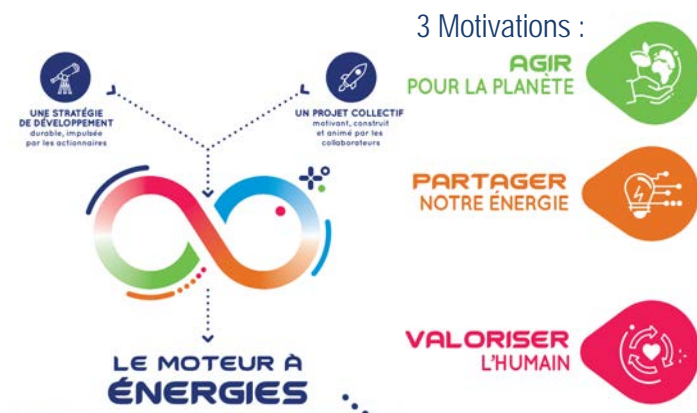 UNE STRATÉGIE
DE DÉVELOPPEMENT
durable, impulsée
par les actionnaires
UN PROJET COLLECTIF
motivant, construit
et animé par les
collaborateurs
LE MOTEUR À
ÉNERGIES
3 Motivations :
AGIR
POUR LA PLANÈTE
PARTAGER
NOTRE ÉNERGIE
VALORISER
L'HUMAIN